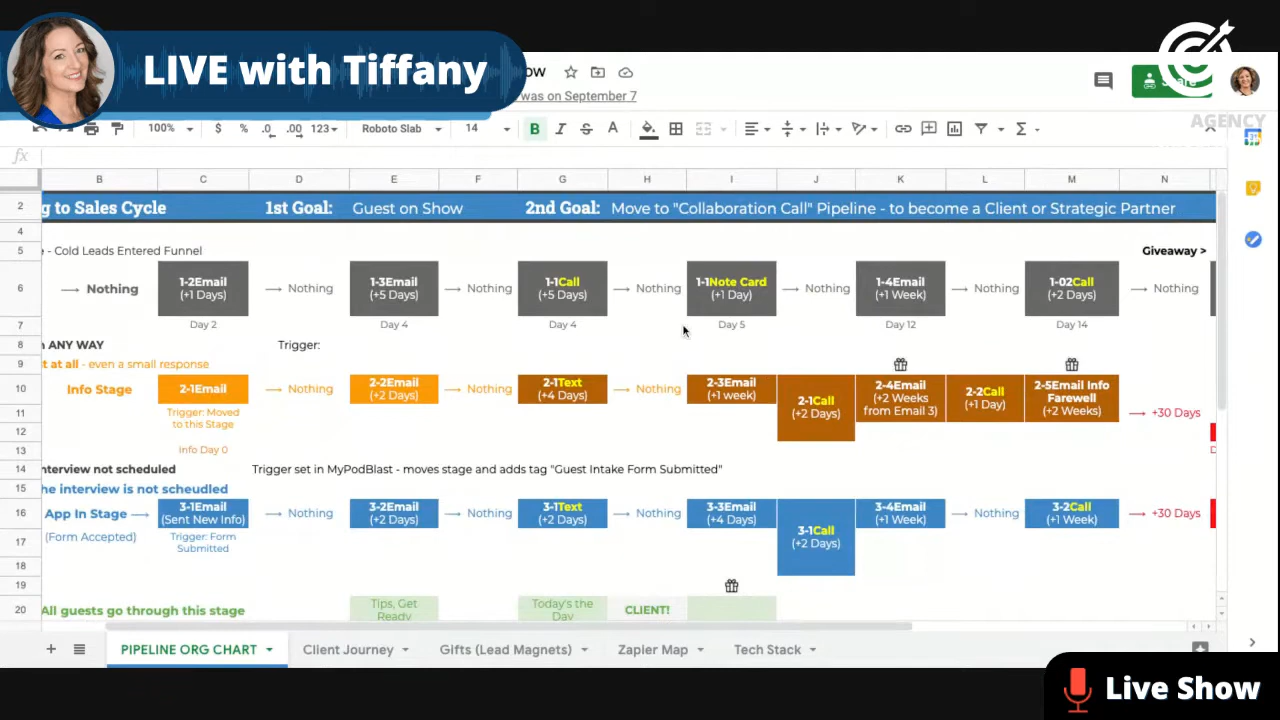 LIVE with Tiffany
was on September 7
Share
AGENCY
100% $ % .0 .00 123 Roboto Slab 14 B I S A
fx
B C D E F G H I J K L M N
2 g to Sales Cycle 1st Goal: Guest on Show 2nd Goal: Move to "Collaboration Call" Pipeline - to become a Client or Strategic Partner
4
5 - Cold Leads Entered Funnel Giveaway >
6 → Nothing 1-2Email (+1 Days) → Nothing 1-3Email (+5 Days) → Nothing 1-1Call (+5 Days) → Nothing 1-1Note Card (+1 Day) → Nothing 1-4Email (+1 Week) → Nothing 1-02Call (+2 Days) → Nothing
7 Day 2 Day 4 Day 4 Day 5 Day 12 Day 14
8 ANY WAY Trigger:
9 t at all - even a small response
10 Info Stage 2-1Email → Nothing 2-2Email (+2 Days) → Nothing 2-1Text (+4 Days) → Nothing 2-3Email (+1 week) 2-1Call (+2 Days) 2-4Email (+2 Weeks from Email 3) 2-2Call (+1 Day) 2-5Email Info Farewell (+2 Weeks) → +30 Days
11 Trigger: Moved
12 to this Stage
13 Info Day 0
14 nterview not scheduled Trigger set in MyPodBlast - moves stage and adds tag "Guest Intake Form Submitted"
15 he interview is not scheudled
16 App In Stage → 3-1Email (Sent New Info) → Nothing 3-2Email (+2 Days) → Nothing 3-1Text (+2 Days) → Nothing 3-3Email (+4 Days) 3-1Call (+2 Days) 3-4Email (+1 Week) → Nothing 3-2Call (+1 Week) → +30 Days
17 (Form Accepted) Trigger: Form Submitted
18
19
20 All guests go through this stage Tips, Get Ready Today's the Day CLIENT!
PIPELINE ORG CHART Client Journey Gifts (Lead Magnets) Zapier Map Tech Stack
Live Show